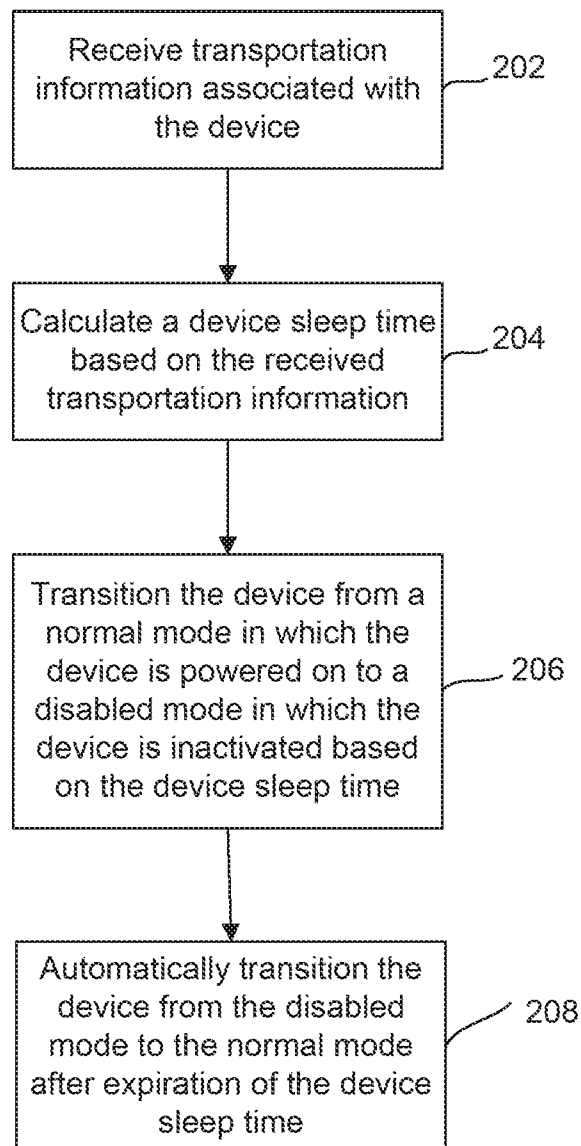 Receive transportation
information associated with
the device
202
Calculate a device sleep time
based on the received
transportation information
204
Transition the device from a
normal mode in which the
device is powered on to a
disabled mode in which the
device is inactivated based
on the device sleep time
206
Automatically transition the
device from the disabled
mode to the normal mode
after expiration of the device
sleep time
208